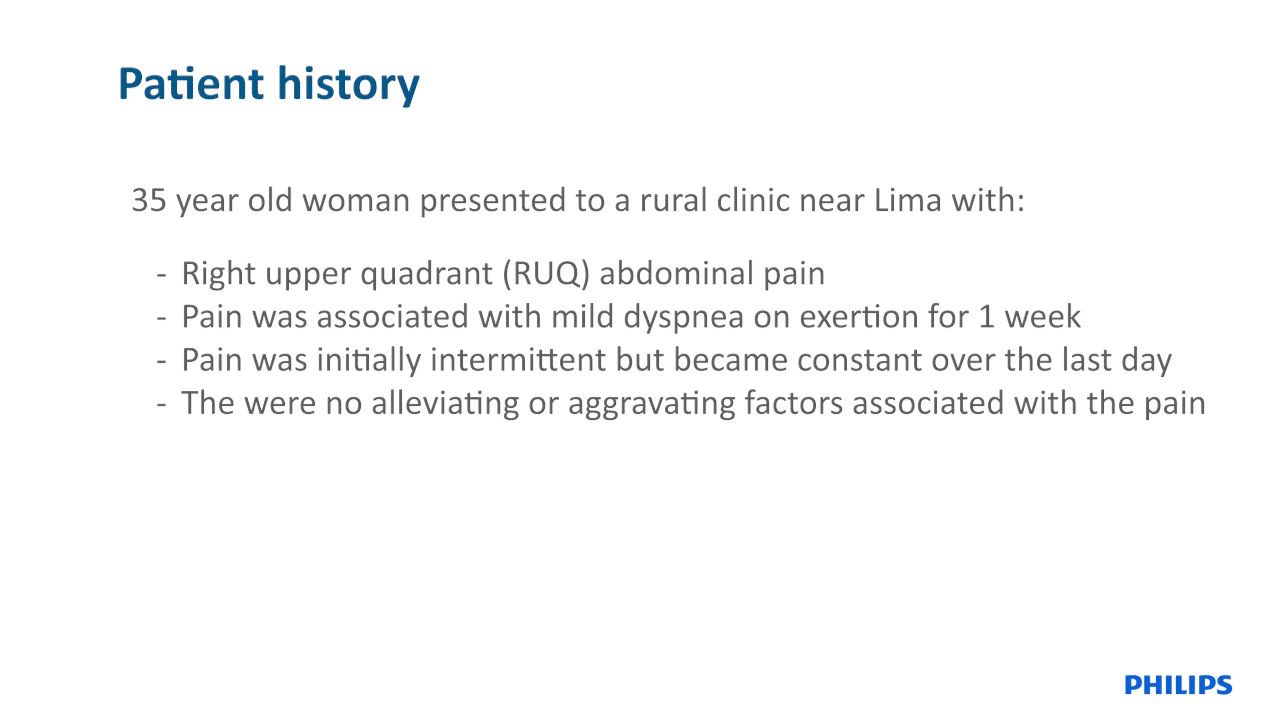 Patient history
35 year old woman presented to a rural clinic near Lima with:
- Right upper quadrant (RUQ) abdominal pain
- Pain was associated with mild dyspnea on exertion for 1 week
- Pain was initially intermittent but became constant over the last day
- The were no alleviating or aggravating factors associated with the pain
PHILIPS